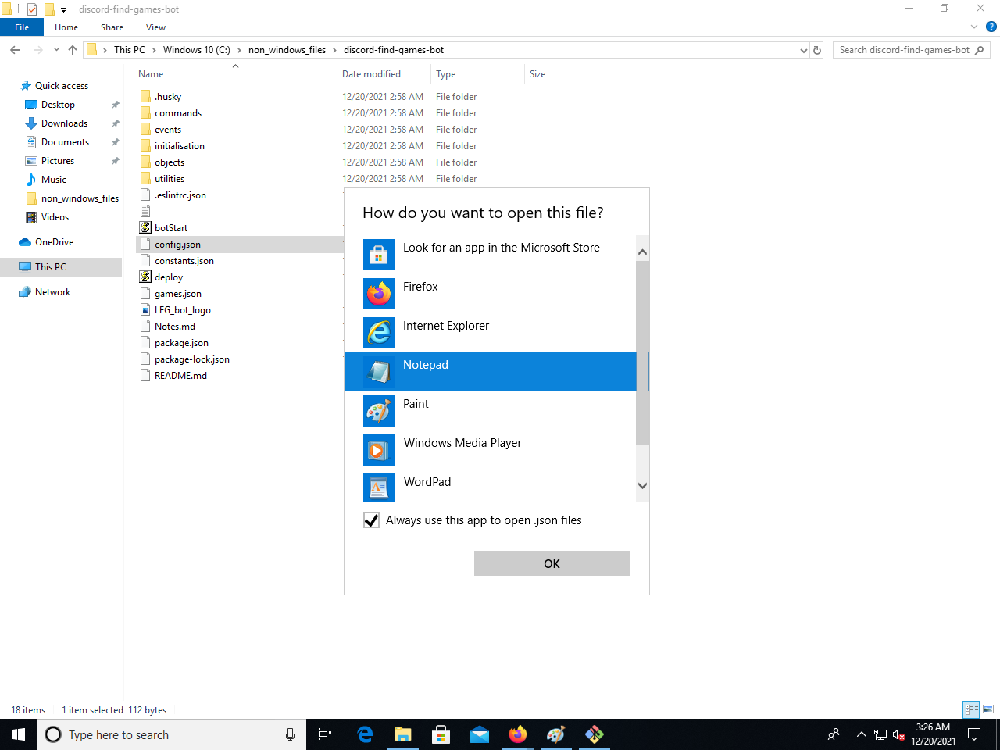 discord-find-games-bot
File Home Share View
This PC Windows 10 (C:) non_windows_files discord-find-games-bot Search discord-find-games-bot
Name Date modified Type Size
Quick access
Desktop
Downloads
Documents
Pictures
Music
non_windows_files
Videos
OneDrive
This PC
Network
.husky 12/20/2021 2:58 AM File folder
commands 12/20/2021 2:58 AM File folder
events 12/20/2021 2:58 AM File folder
initialisation 12/20/2021 2:58 AM File folder
objects 12/20/2021 2:58 AM File folder
utilities 12/20/2021 2:58 AM File folder
.eslintrc.json
botStart
config.json
constants.json
deploy
games.json
LFG_bot_logo
Notes.md
package.json
package-lock.json
README.md
How do you want to open this file?
Look for an app in the Microsoft Store
Firefox
Internet Explorer
Notepad
Paint
Windows Media Player
WordPad
Always use this app to open .json files
OK
18 items 1 item selected 112 bytes
Type here to search
3:26 AM
12/20/2021